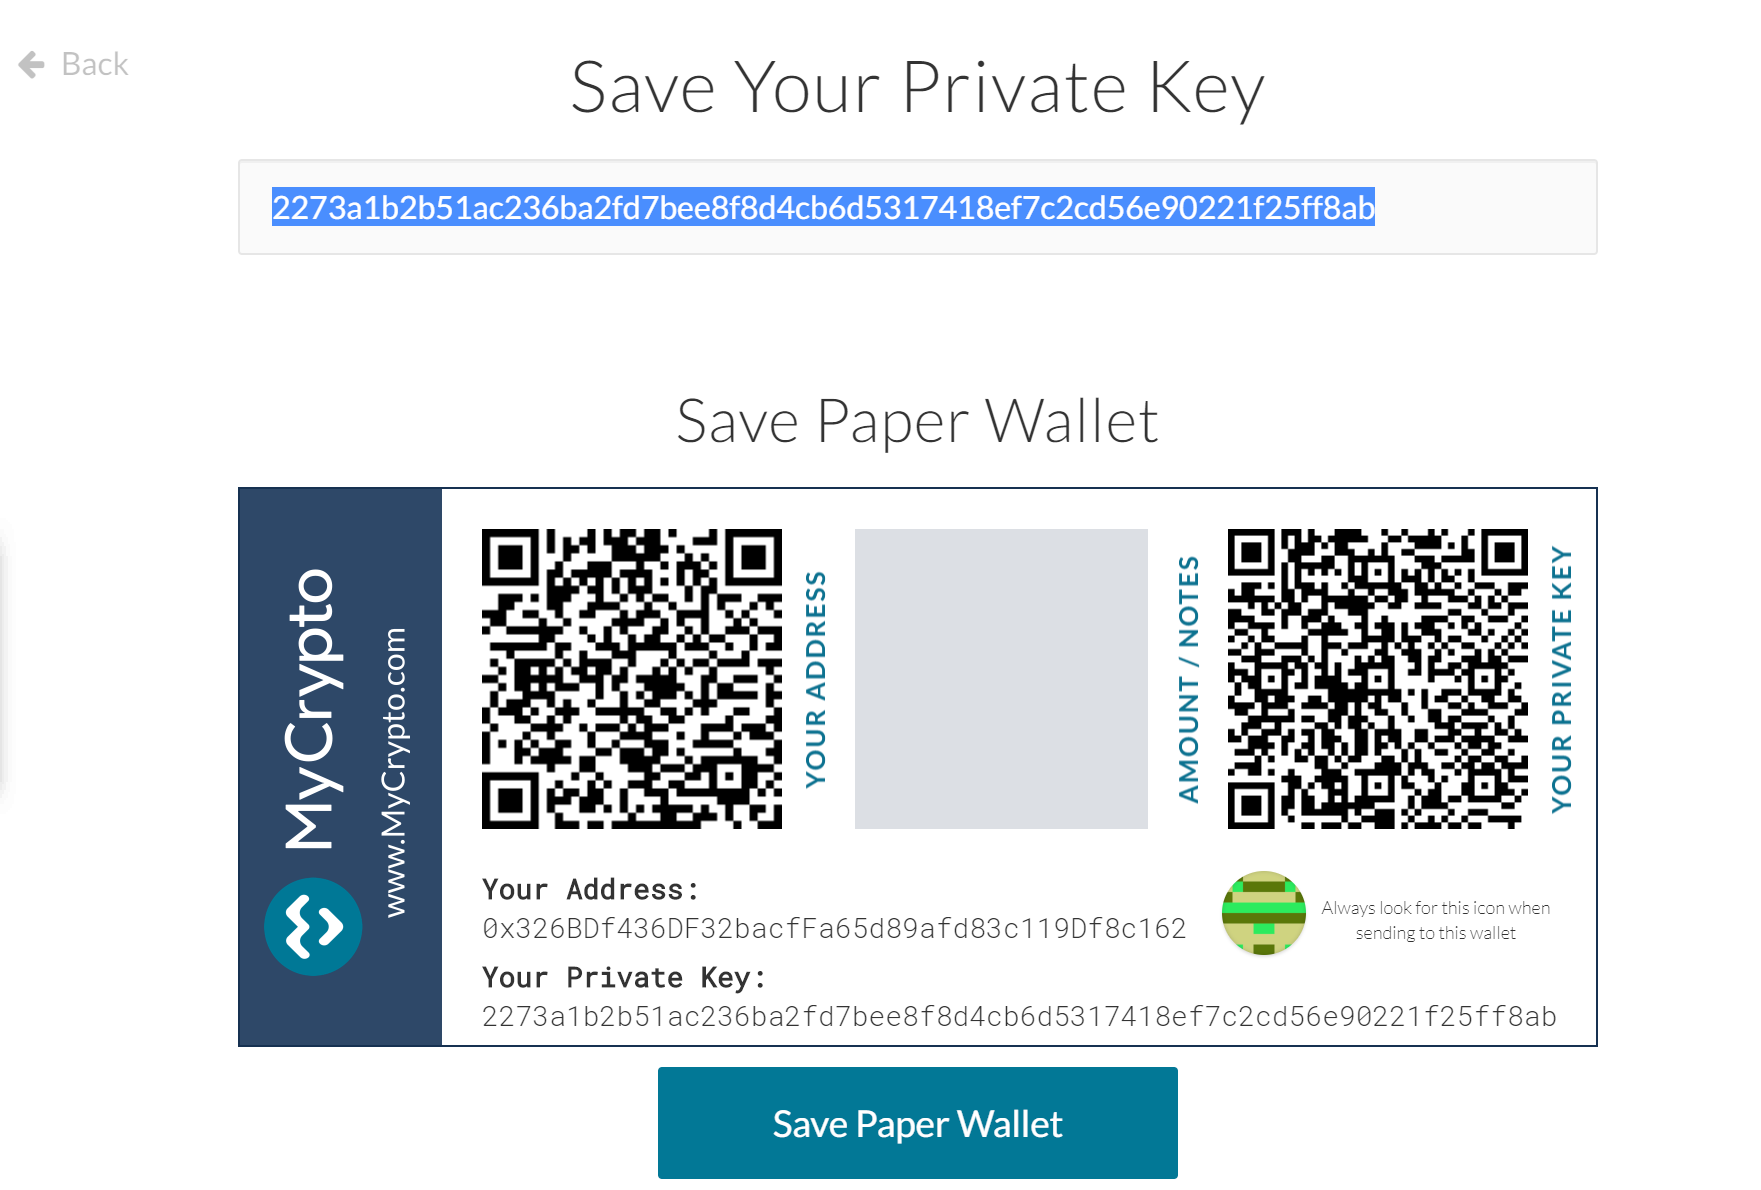 Back
Save Your Private Key
2273a1b2b51ac236ba2fd7bee8f8d4cb6d5317418ef7c2cd56e90221f25ff8ab
Save Paper Wallet
MyCrypto
www.MyCrypto.com
YOUR ADDRESS
AMOUNT / NOTES
YOUR PRIVATE KEY
Your Address:
0x326BDf436DF32bacfFa65d89afd83c119Df8c162
Always look for this icon when
sending to this wallet
Your Private Key:
2273a1b2b51ac236ba2fd7bee8f8d4cb6d5317418ef7c2cd56e90221f25ff8ab
Save Paper Wallet